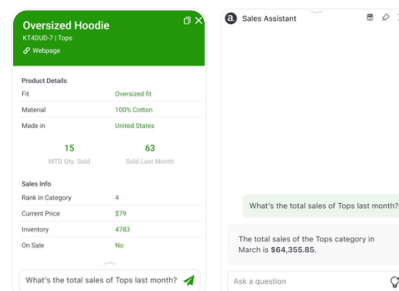 Oversized Hoodie
KT4DUD-7 | Tops
Webpage
Product Details
Fit Oversized fit
Material 100% Cotton
Made in United States
15 63
MTD Qty. Sold Sold Last Month
Sales Info
Rank in Category 4
Current Price $79
Inventory 4783
On Sale No
What's the total sales of Tops last month?
a Sales Assistant
What's the total sales of Tops last month?
The total sales of the Tops category in
March is $64,355.85.
Ask a question